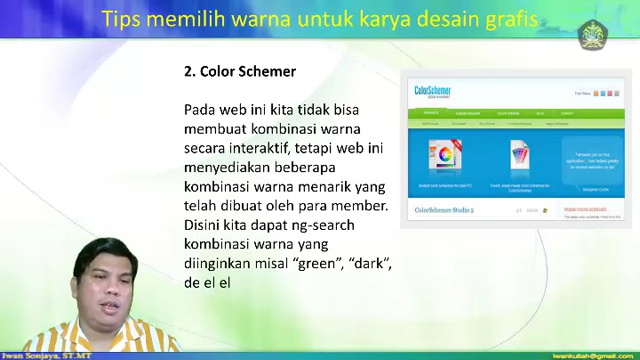 Tips memilih warna untuk karya desain grafis
2. Color Schemer
Pada web ini kita tidak bisa
membuat kombinasi warna
secara interaktif, tetapi web ini
menyediakan beberapa
kombinasi warna menarik yang
telah dibuat oleh para member.
Disini kita dapat ng-search
kombinasi warna yang
diinginkan misal “green”, “dark”,
de el el
ColorSchemer
ColorSchemer Studio 2
Iwan Sonjaya, ST.MT
iwankuliah@gmail.com